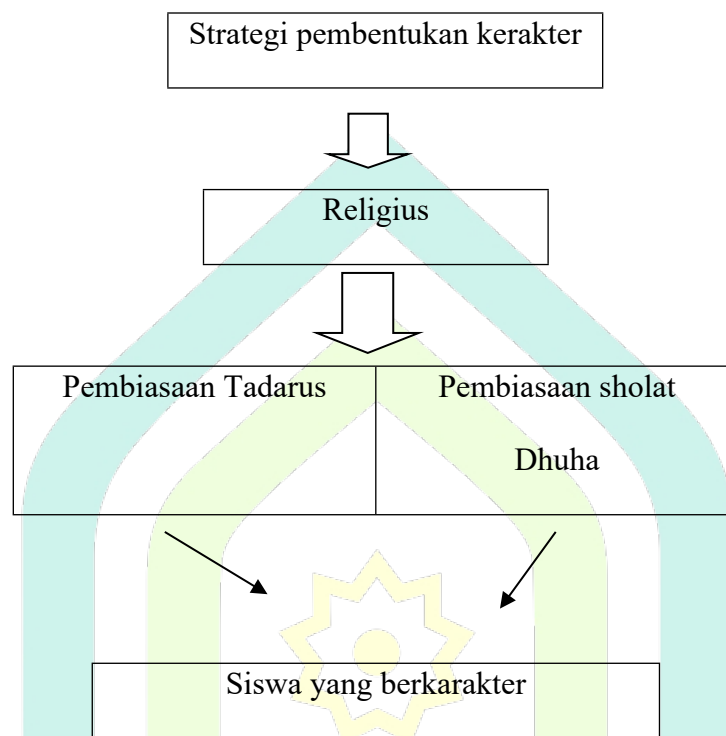 Strategi pembentukan kerakter
Religius
Pembiasaan Tadarus
Pembiasaan sholat
Dhuha
Siswa yang berkarakter